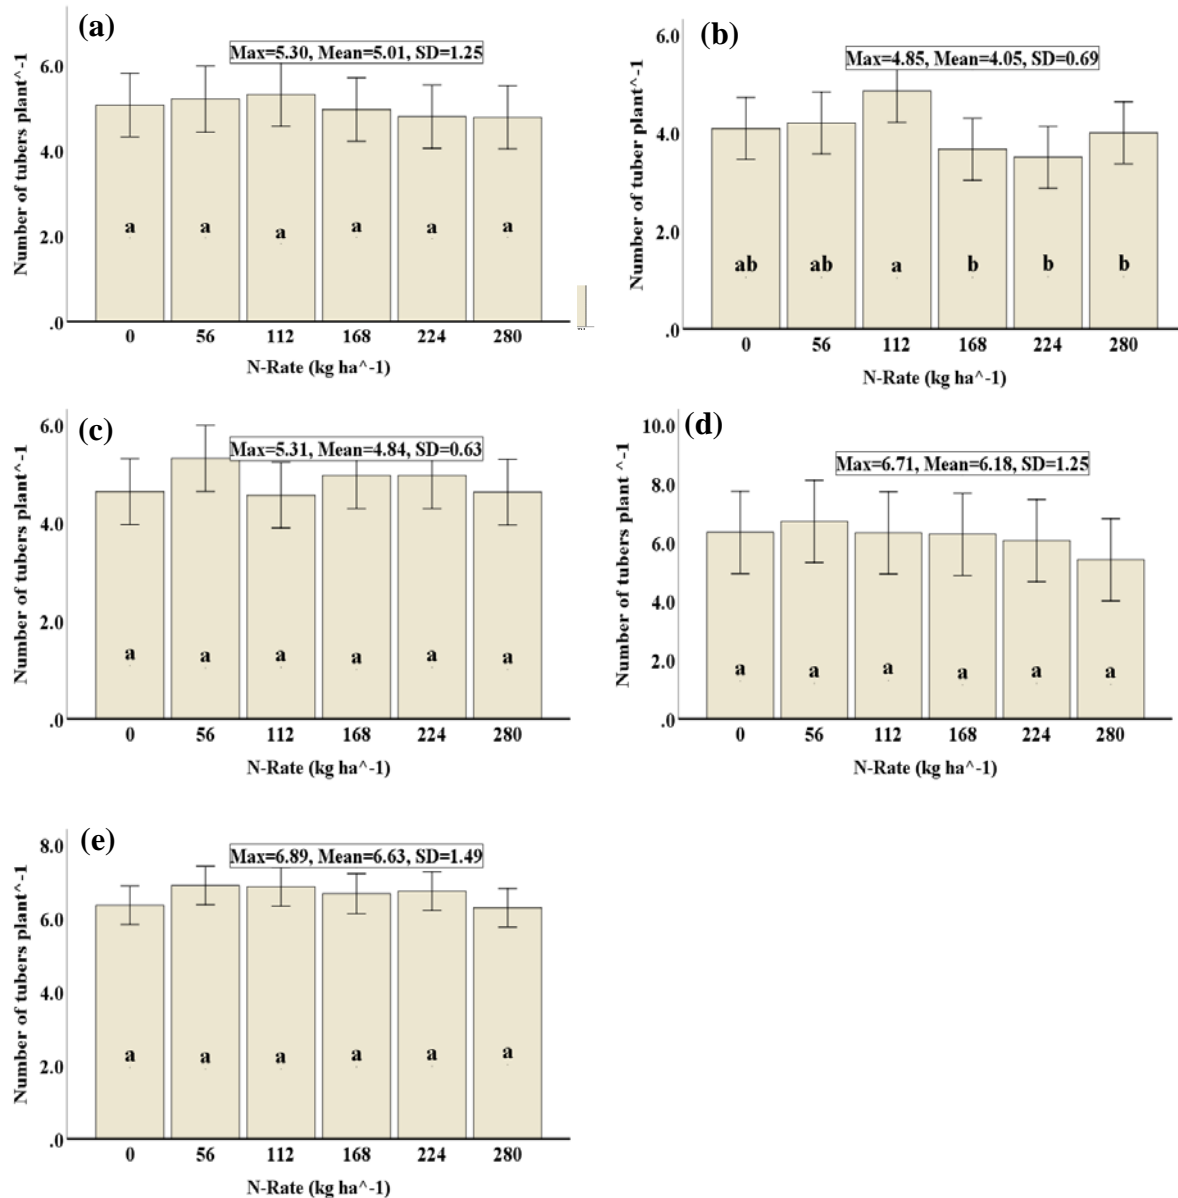 (a)
Max=5.30, Mean=5.01, SD=1.25
Number of tubers plant^-1
6.0
4.0
2.0
.0
a a a a a a
0 56 112 168 224 280
N-Rate (kg ha^-1)
(b)
Max=4.85, Mean=4.05, SD=0.69
Number of tuber plant^-1
6.0
4.0
2.0
.0
ab ab a b b b
0 56 112 168 224 280
N-Rate (kg ha^-1)
(c)
Max=5.31, Mean=4.84, SD=0.63
Number of tubers plant^-1
6.0
4.0
2.0
.0
a a a a a a
0 56 112 168 224 280
N-Rate (kg ha^-1)
(d)
Max=6.71, Mean=6.18, SD=1.25
Number of tubers plant ^-1
10.0
8.0
6.0
4.0
2.0
.0
a a a a a a
0 56 112 168 224 280
N-Rate (kg ha^-1)
(e)
Max=6.89, Mean=6.63, SD=1.49
Number of tubers plant^-1
8.0
6.0
4.0
2.0
.0
a a a a a a
0 56 112 168 224 280
N-Rate (kg ha^-1)